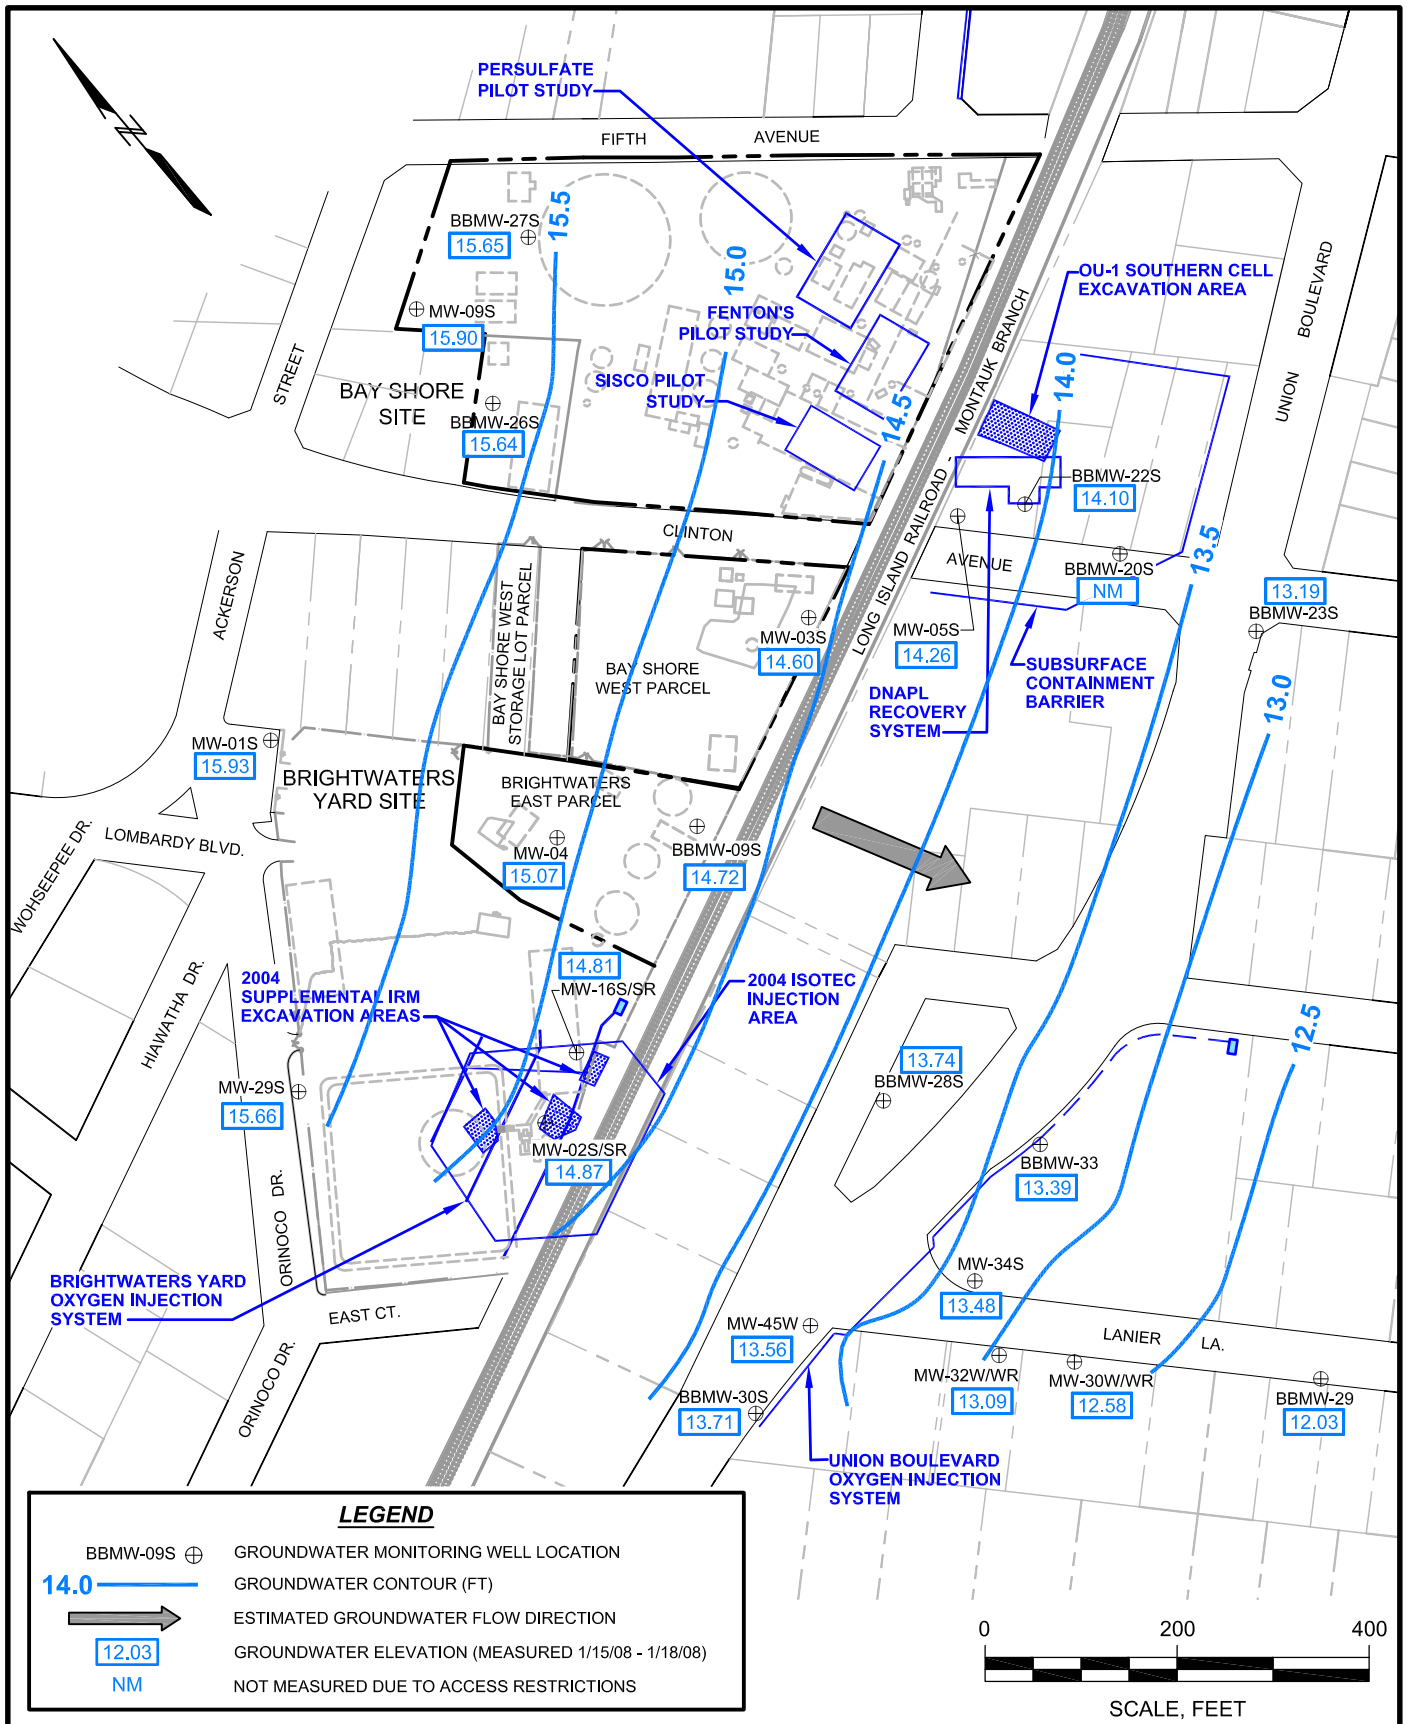 PERSULFATE
PILOT STUDY
FIFTH AVENUE
N
BBMW-27S
15.65
15.5
15.0
MW-09S
15.90
OU-1 SOUTHERN CELL
EXCAVATION AREA
UNION BOULEVARD
FENTON'S
PILOT STUDY
SISCO PILOT
STUDY
STREET
BAY SHORE
SITE
BBMW-26S
15.64
14.5
14.0
LONG ISLAND RAILROAD - MONTAUK BRANCH
BBMW-22S
14.10
CLINTON
AVENUE
BBMW-20S
NM
13.5
13.19
BBMW-23S
ACKERSON
BAY SHORE WEST
STORAGE LOT PARCEL
BAY SHORE
WEST PARCEL
MW-03S
14.60
MW-05S
14.26
SUBSURFACE
CONTAINMENT
BARRIER
DNAPL
RECOVERY
SYSTEM
13.0
MW-01S
15.93
BRIGHTWATERS
YARD SITE
BRIGHTWATERS
EAST PARCEL
LOMBARDY BLVD.
WOHSEEPEE DR.
MW-04
15.07
BBMW-09S
14.72
HIAWATHA DR.
2004
SUPPLEMENTAL IRM
EXCAVATION AREAS
14.81
MW-16S/SR
2004 ISOTEC
INJECTION
AREA
12.5
13.74
BBMW-28S
MW-29S
15.66
MW-02S/SR
14.87
BBMW-33
13.39
ORINOCO DR.
BRIGHTWATERS YARD
OXYGEN INJECTION
SYSTEM
EAST CT.
ORINOCO DR.
MW-34S
13.48
MW-45W
13.56
LANIER LA.
MW-32W/WR
13.09
MW-30W/WR
12.58
BBMW-29
12.03
BBMW-30S
13.71
UNION BOULEVARD
OXYGEN INJECTION
SYSTEM
LEGEND
BBMW-09S GROUNDWATER MONITORING WELL LOCATION
14.0 GROUNDWATER CONTOUR (FT)
ESTIMATED GROUNDWATER FLOW DIRECTION
12.03 GROUNDWATER ELEVATION (MEASURED 1/15/08 - 1/18/08)
NM NOT MEASURED DUE TO ACCESS RESTRICTIONS
0 200 400
SCALE, FEET